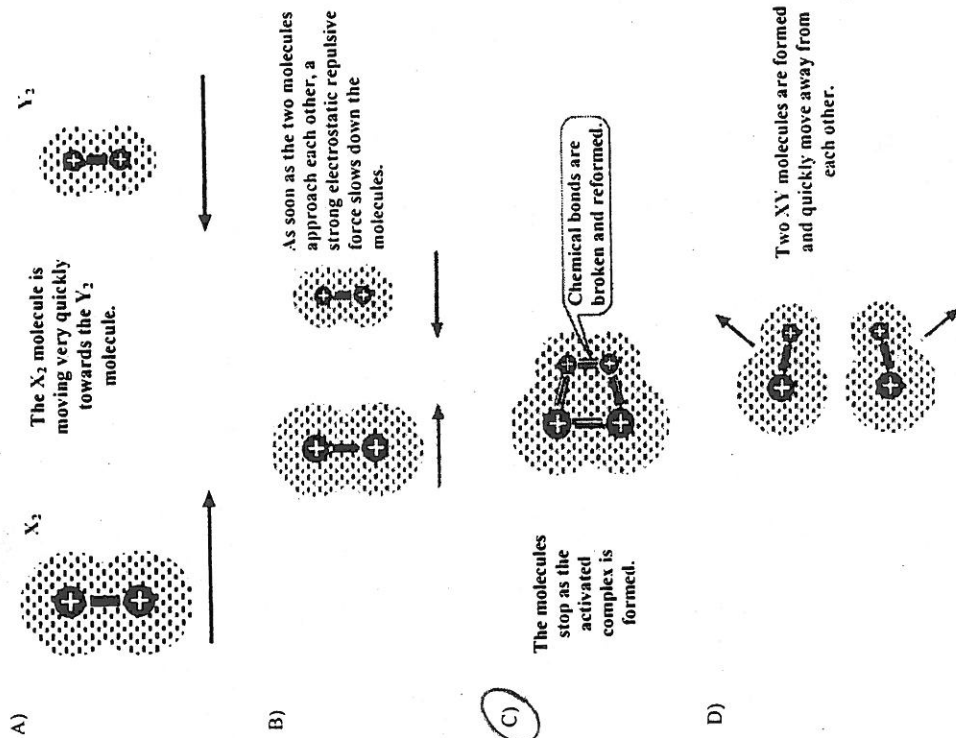 A)
X₂
The X₂ molecule is
moving very quickly
towards the Y₂
molecule.
Y₂
B)
As soon as the two molecules
approach each other, a
strong electrostatic repulsive
force slows down the
molecules.
C)
The molecules
stop as the
activated
complex is
formed.
Chemical bonds are
broken and reformed.
D)
Two XY molecules are formed
and quickly move away from
each other.